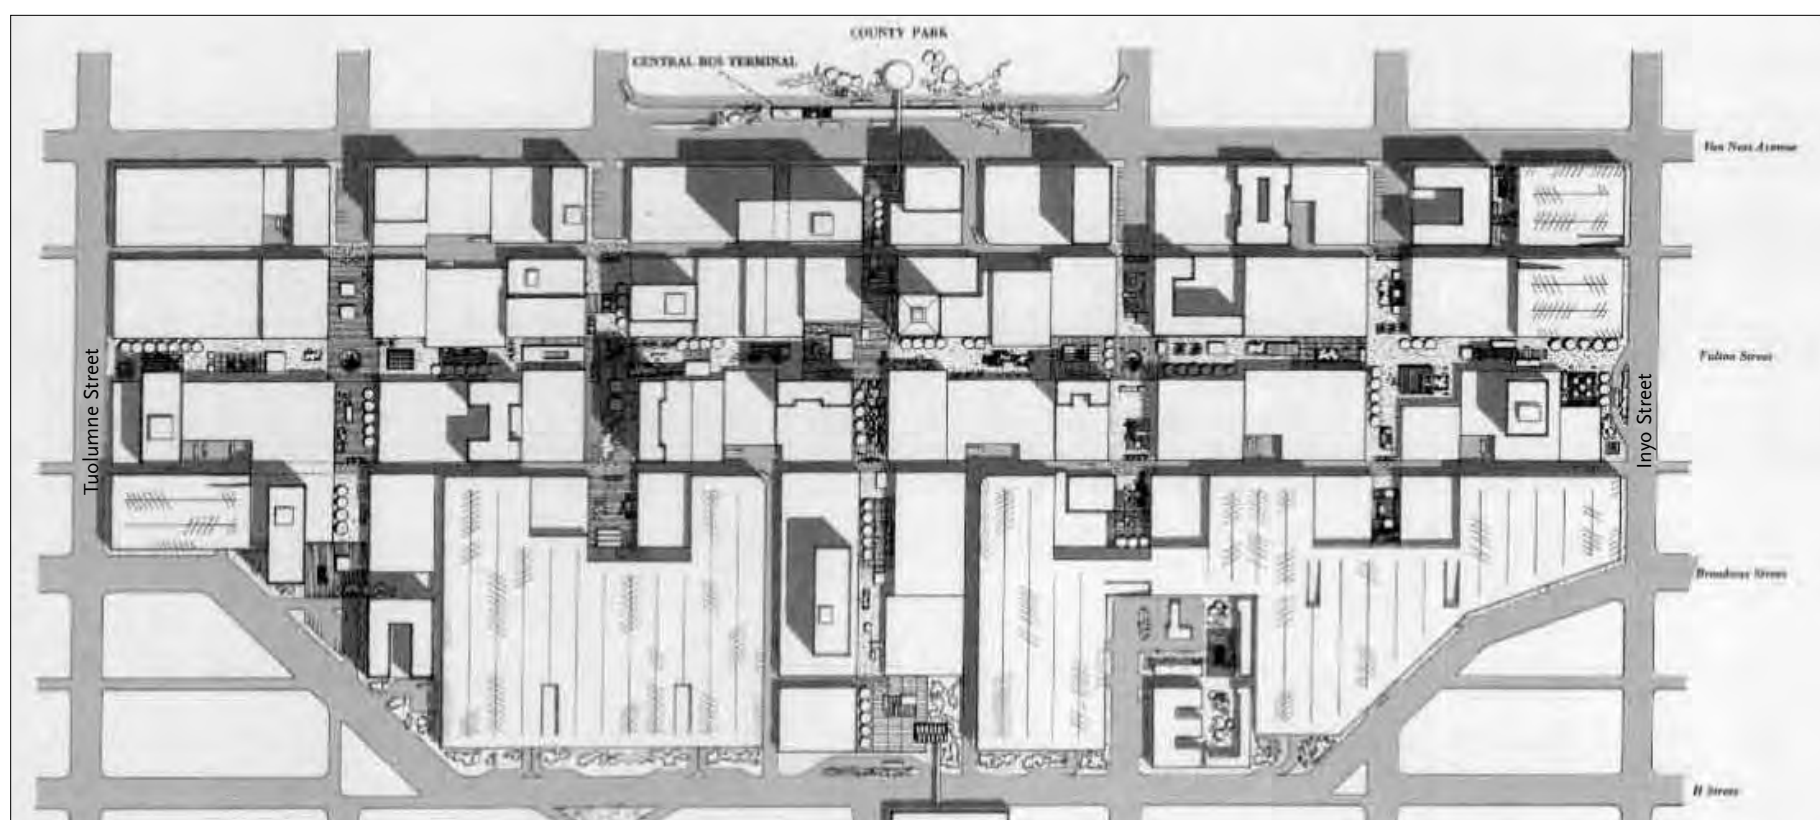 COUNTY PARK
CENTRAL BUS TERMINAL
Van Ness Avenue
Tuolumne Street
Fulton Street
Inyo Street
Broadway Street
H Street